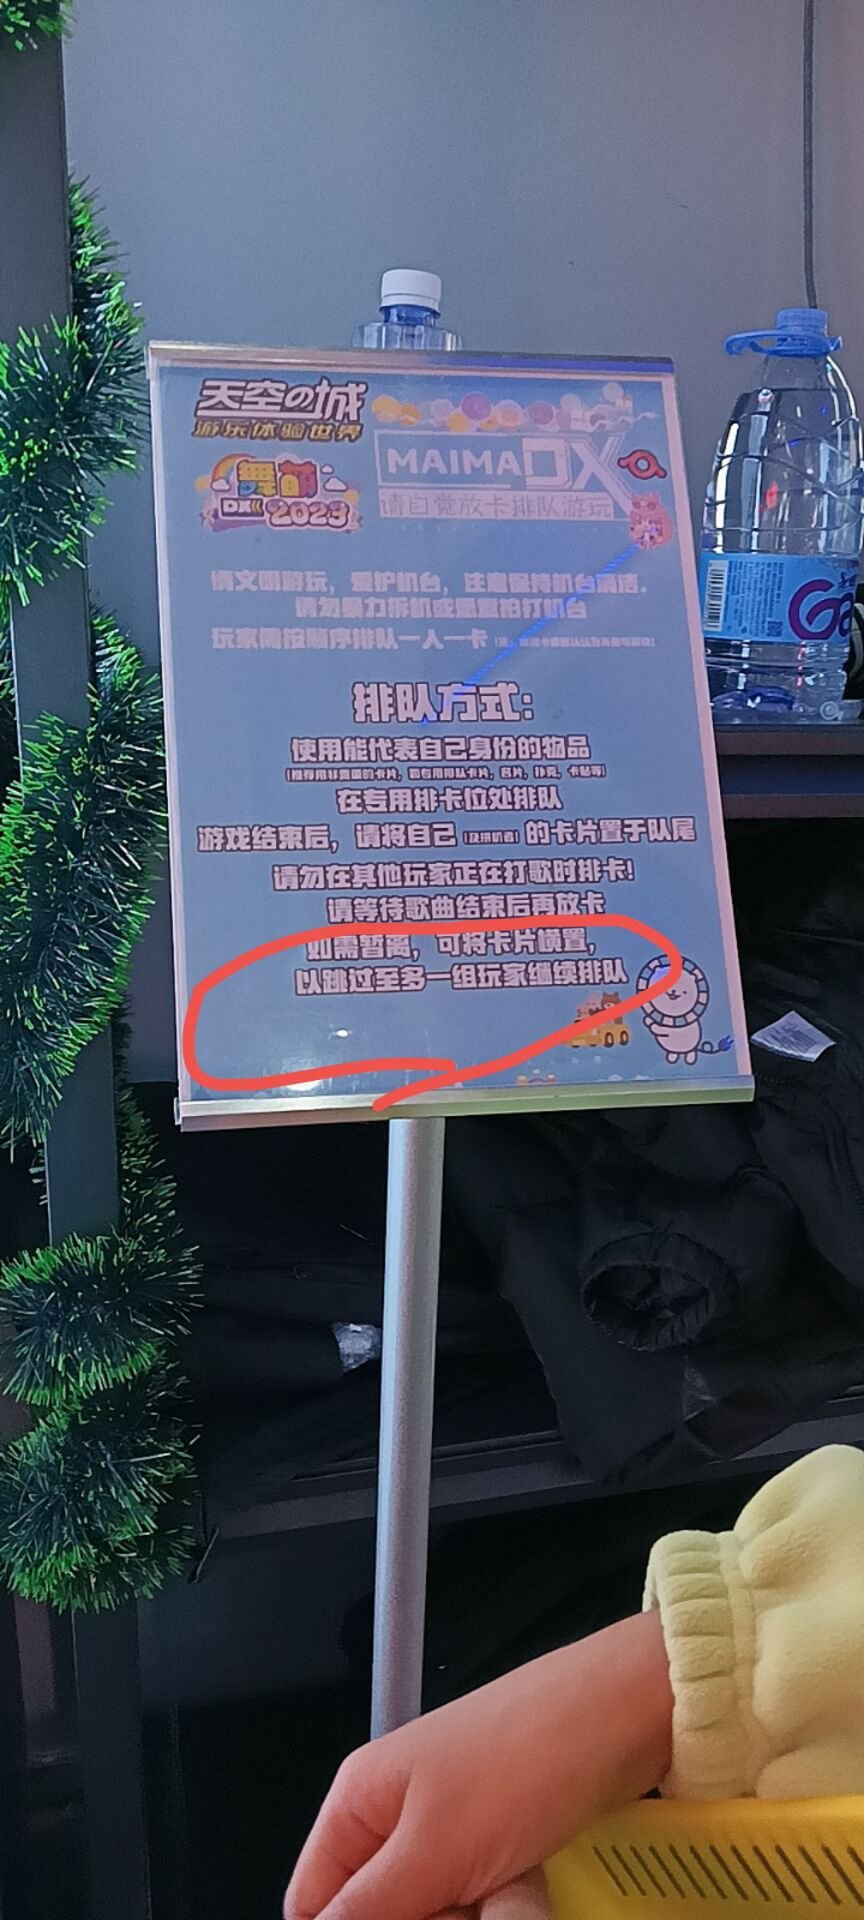 天空の城
游乐体验世界
舞萌
DX 2023
MAIMAI DX
请自觉放卡排队游玩
请文明游玩，爱护机台，注意保持机台清洁。
请勿暴力拆机或恶意拍打机台
玩家需按顺序排队一人一卡
排队方式：
使用能代表自己身份的物品
在专用排卡位处排队
游戏结束后，请将自己（及拼机者）的卡片置于队尾
请勿在其他玩家正在打歌时排卡！
请等待歌曲结束后再放卡
如需暂离，可将卡片横置，
以跳过至多一组玩家继续排队